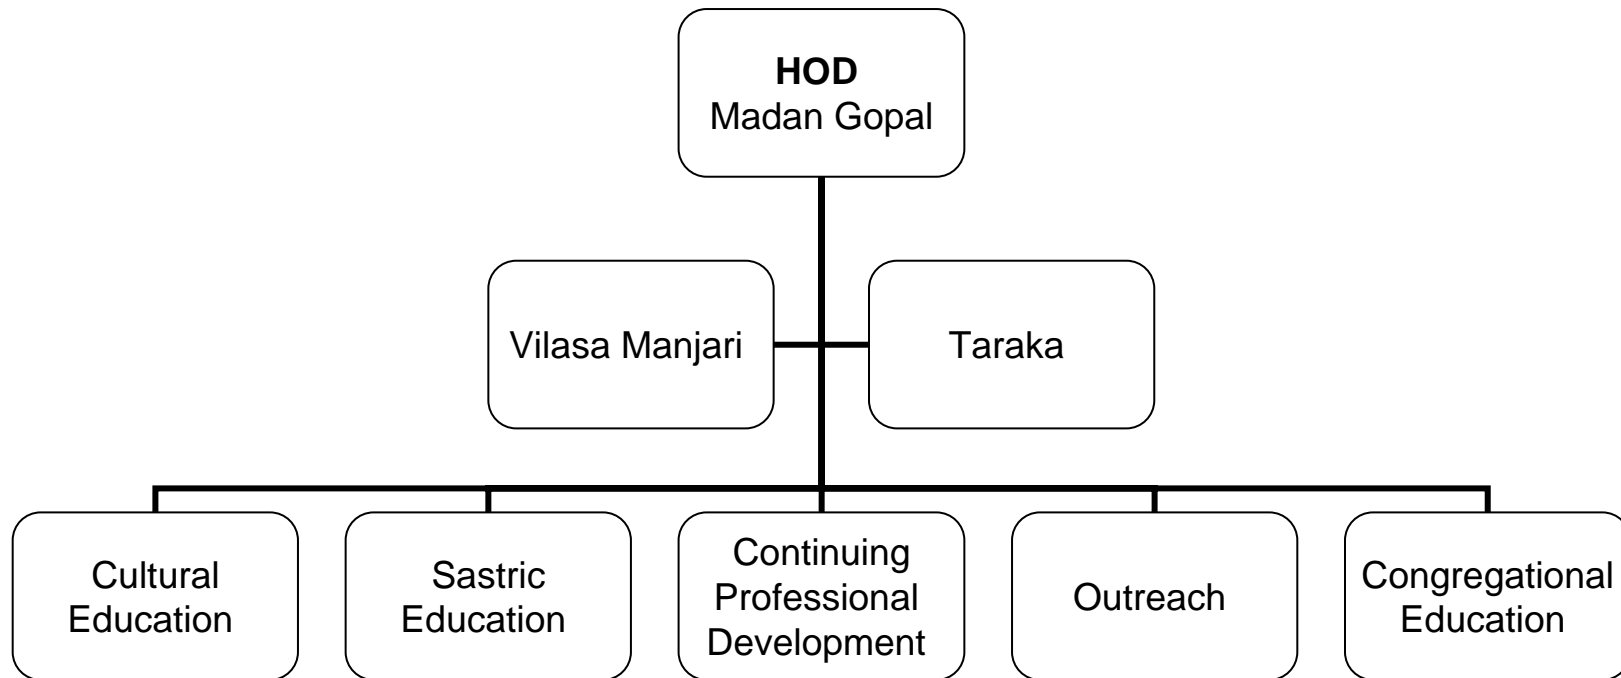 HOD
Madan Gopal
Vilasa Manjari
Taraka
Cultural
Education
Sastric
Education
Continuing
Professional
Development
Outreach
Congregational
Education